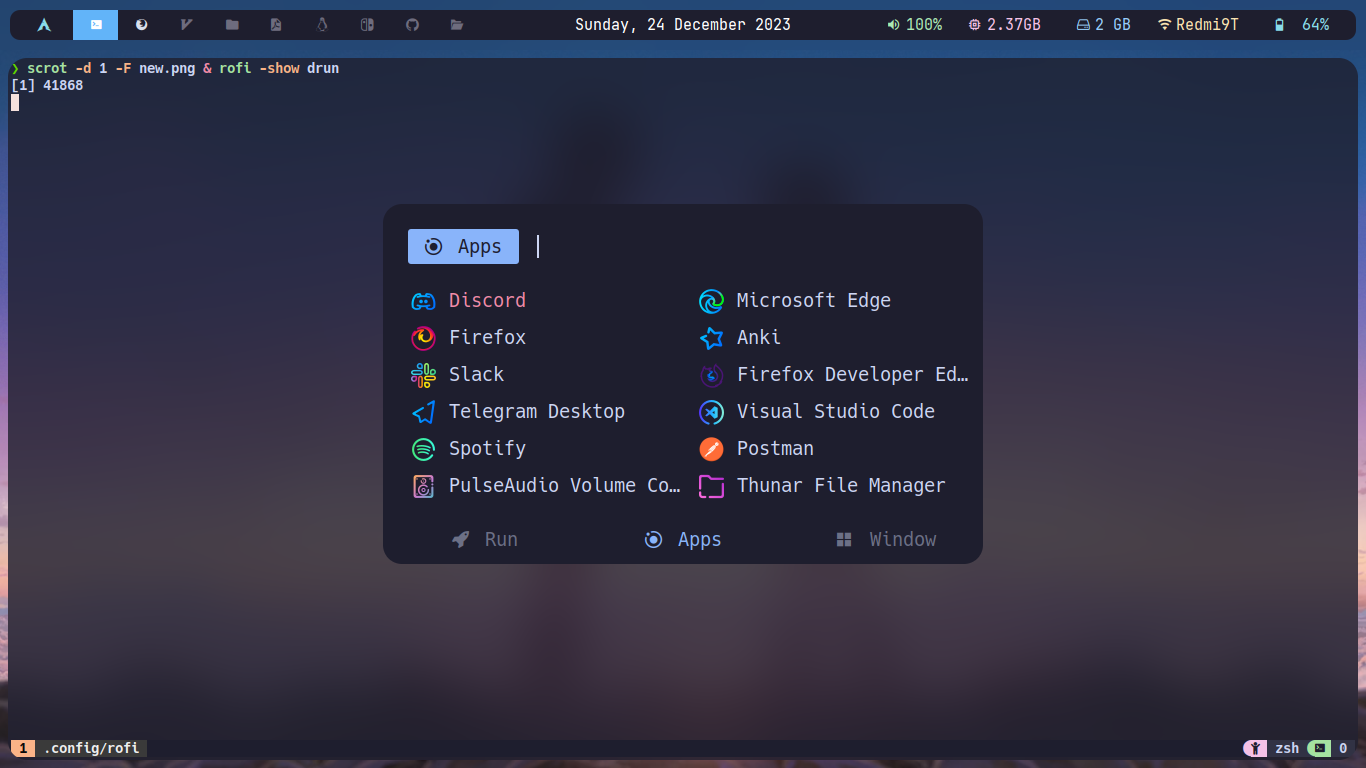 Sunday, 24 December 2023 100% 2.37GB 2 GB Redmi9T 64%
❯ scrot -d 1 -F new.png & rofi -show drun
[1] 41868
Apps
Discord Microsoft Edge
Firefox Anki
Slack Firefox Developer Ed…
Telegram Desktop Visual Studio Code
Spotify Postman
PulseAudio Volume Co… Thunar File Manager
Run Apps Window
1 .config/rofi zsh 0